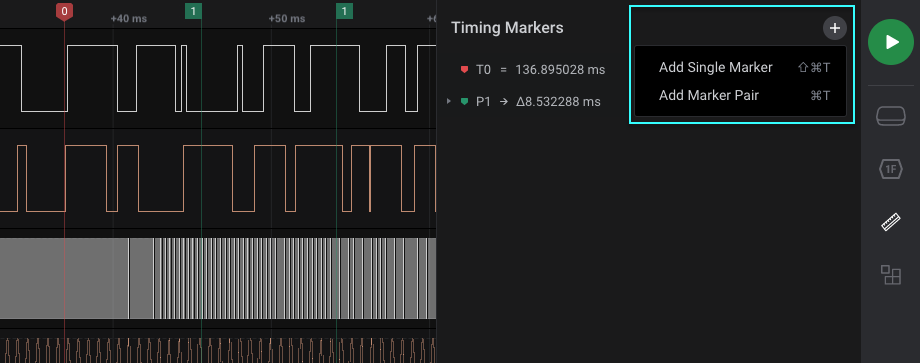 0
+40 ms
1
+50 ms
1
Timing Markers
+
T0 = 136.895028 ms
P1 → Δ8.532288 ms
Add Single Marker ⇧⌘T
Add Marker Pair ⌘T
1F